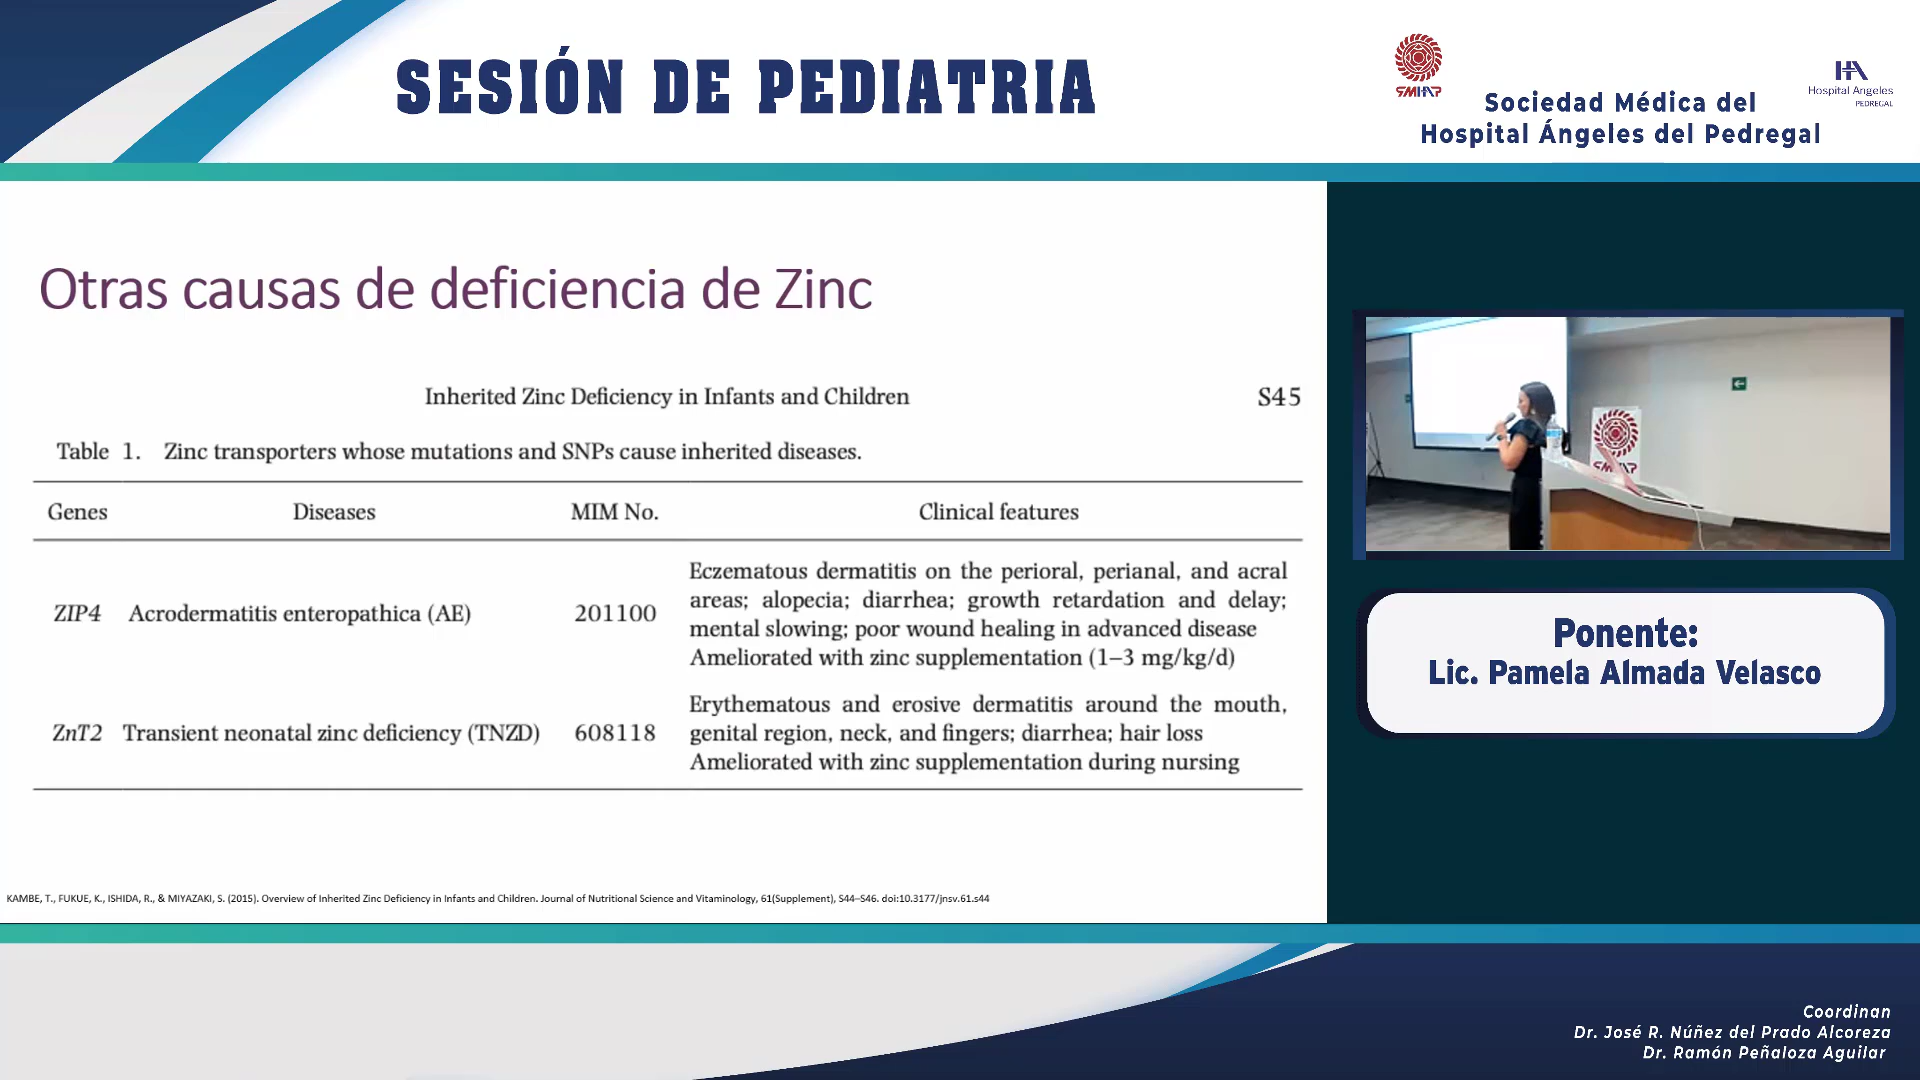 SESIÓN DE PEDIATRIA
SMHAP
Sociedad Médica del
Hospital Ángeles del Pedregal
HA
Hospital Angeles
PEDREGAL
Otras causas de deficiencia de Zinc
Inherited Zinc Deficiency in Infants and Children S45
Table 1. Zinc transporters whose mutations and SNPs cause inherited diseases.
Genes Diseases MIM No. Clinical features
ZIP4 Acrodermatitis enteropathica (AE) 201100
Eczematous dermatitis on the perioral, perianal, and acral
areas; alopecia; diarrhea; growth retardation and delay;
mental slowing; poor wound healing in advanced disease
Ameliorated with zinc supplementation (1–3 mg/kg/d)
ZnT2 Transient neonatal zinc deficiency (TNZD) 608118
Erythematous and erosive dermatitis around the mouth,
genital region, neck, and fingers; diarrhea; hair loss
Ameliorated with zinc supplementation during nursing
KAMBE, T., FUKUE, K., ISHIDA, R., & MIYAZAKI, S. (2015). Overview of Inherited Zinc Deficiency in Infants and Children. Journal of Nutritional Science and Vitaminology, 61(Supplement), S44–S46. doi:10.3177/jnsv.61.s44
SMHAP
Ponente:
Lic. Pamela Almada Velasco
Coordinan
Dr. José R. Núñez del Prado Alcoreza
Dr. Ramón Peñaloza Aguilar